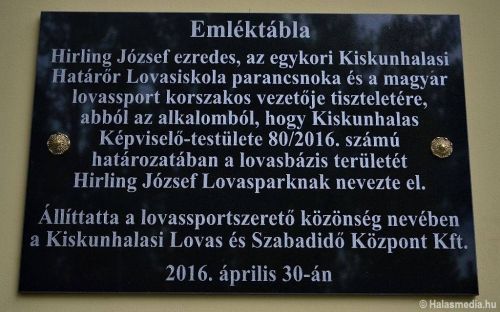 Emléktábla
Hirling József ezredes, az egykori Kiskunhalasi
Határőr Lovasiskola parancsnoka és a magyar
lovassport korszakos vezetője tiszteletére,
abból az alkalomból, hogy Kiskunhalas
Képviselő-testülete 80/2016. számú
határozatában a lovasbázis területét
Hirling József Lovasparknak nevezte el.
Állíttatta a lovassportszerető közönség nevében
a Kiskunhalasi Lovas és Szabadidő Központ Kft.
2016. április 30-án
© Halasmedia.hu